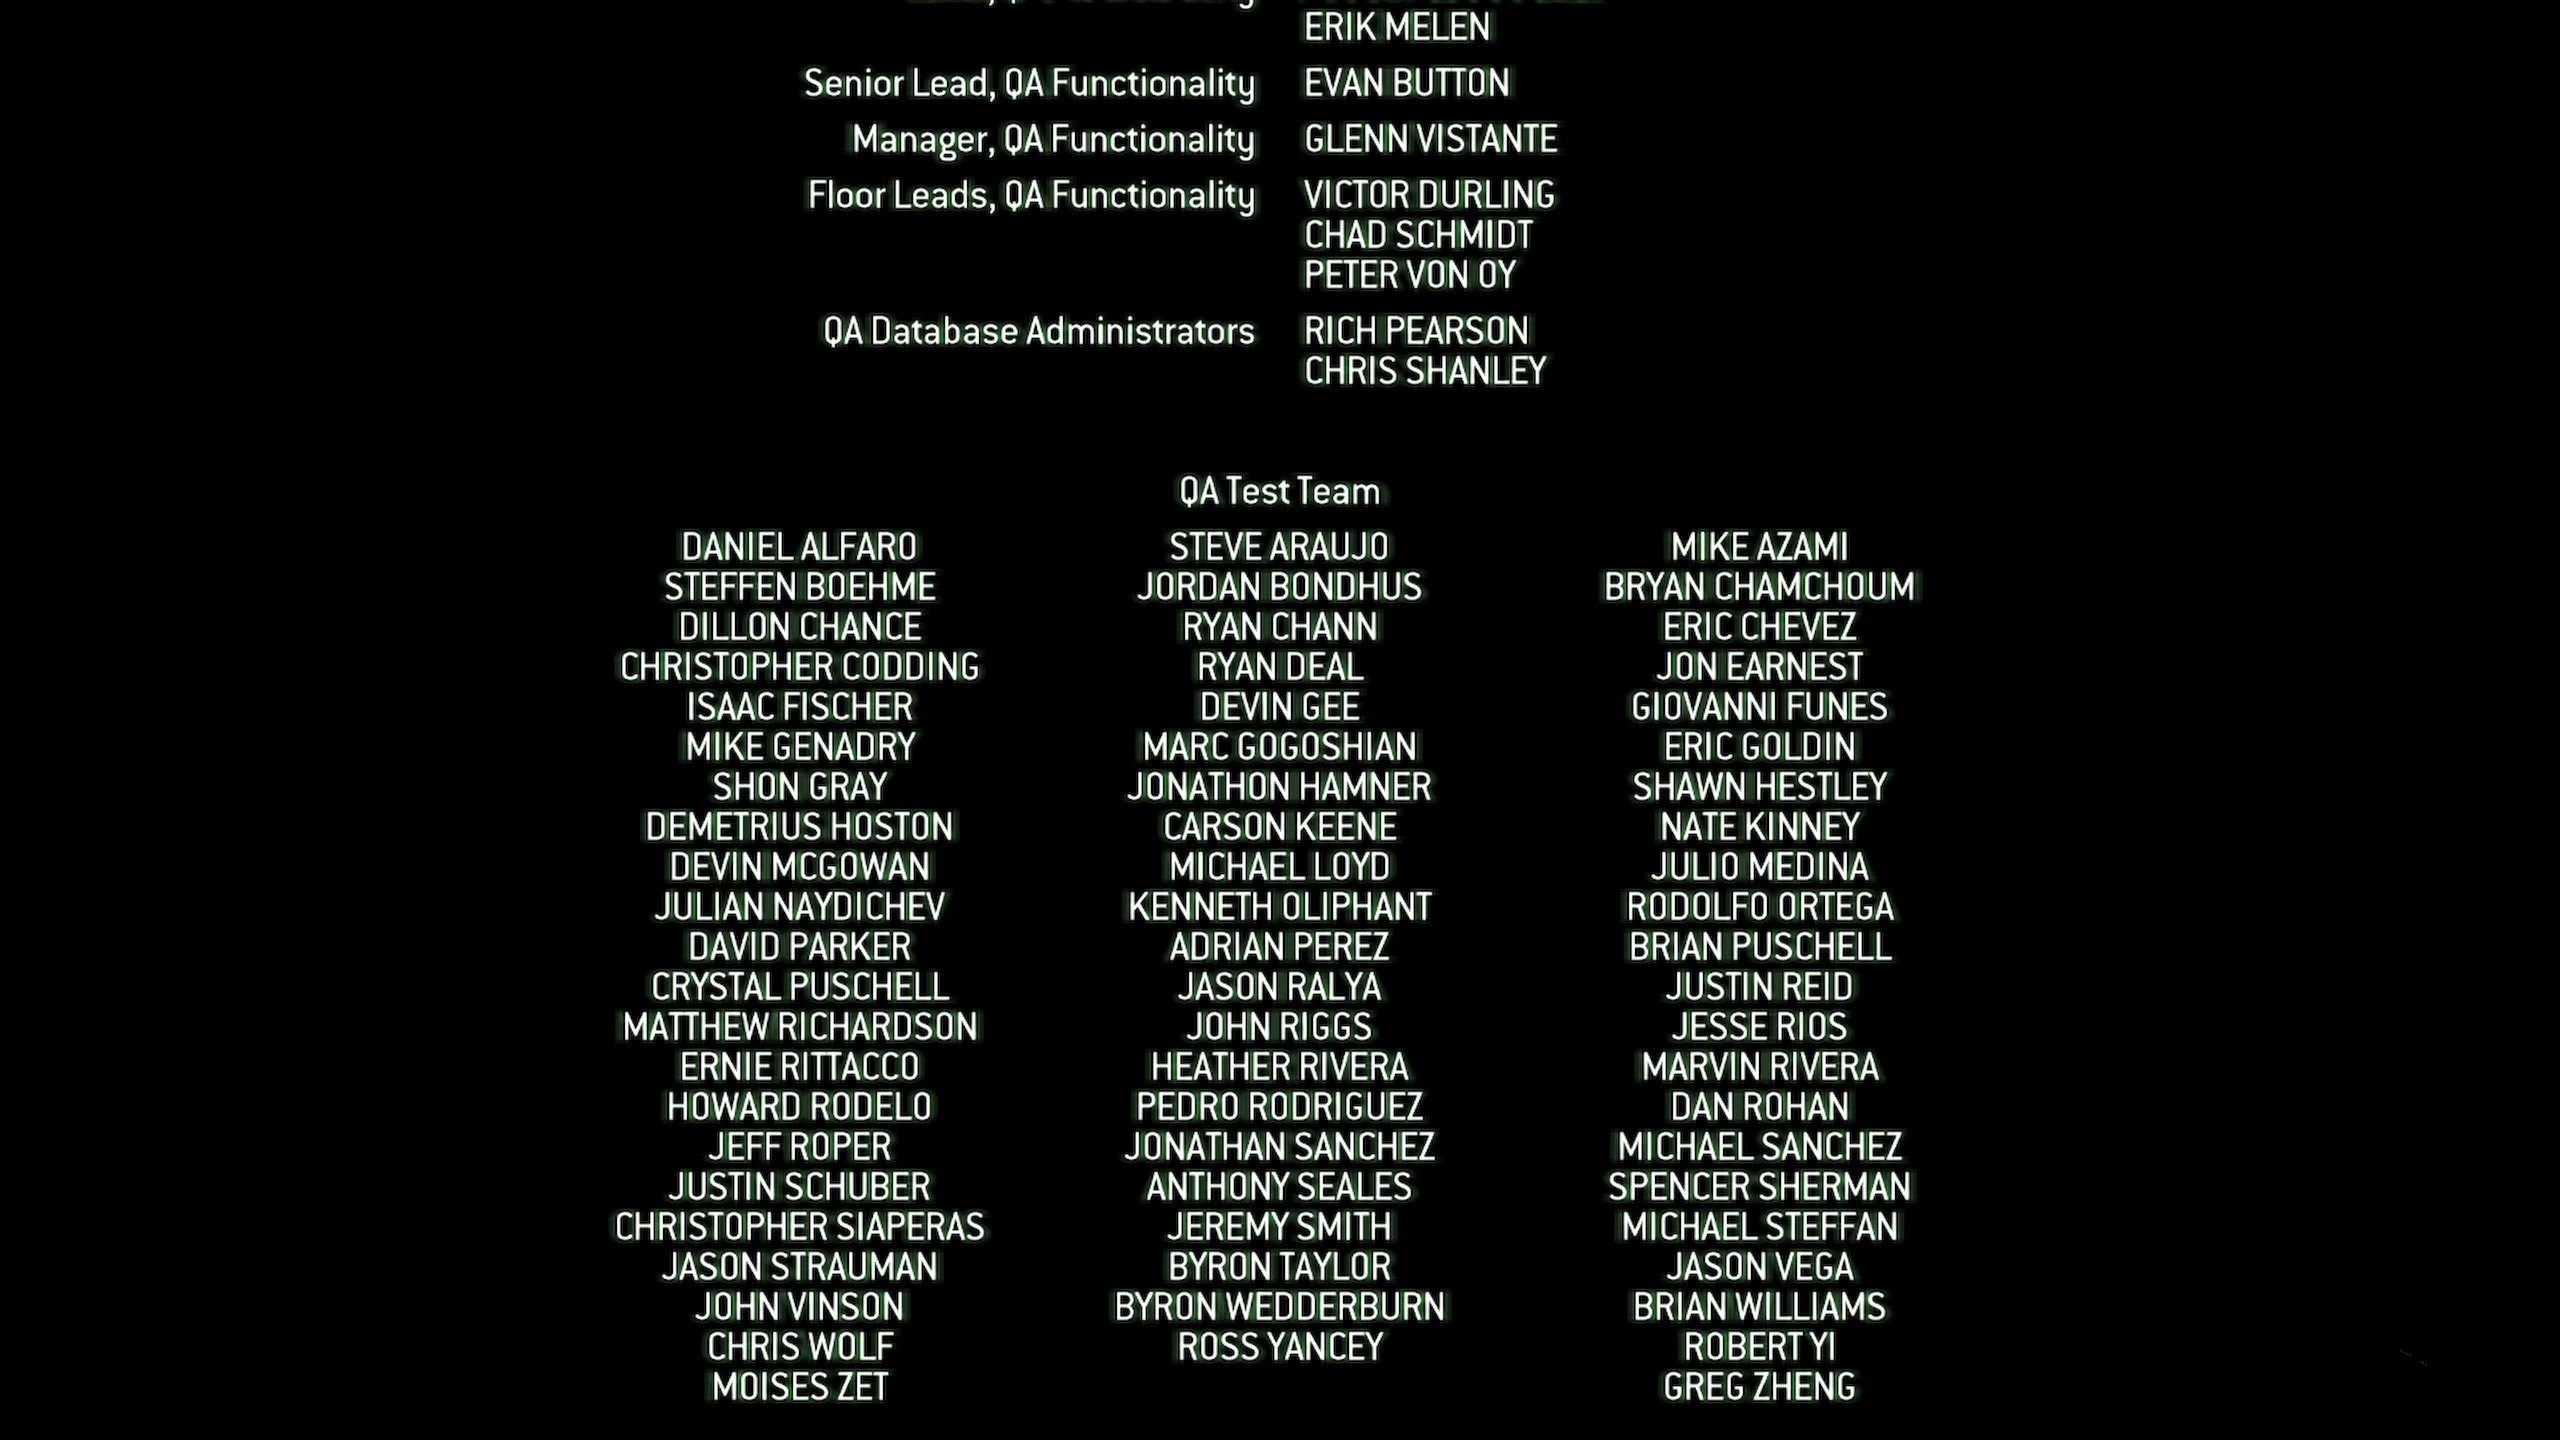 ERIK MELEN
Senior Lead, QA Functionality EVAN BUTTON
Manager, QA Functionality GLENN VISTANTE
Floor Leads, QA Functionality VICTOR DURLING
CHAD SCHMIDT
PETER VON OY
QA Database Administrators RICH PEARSON
CHRIS SHANLEY
QA Test Team
DANIEL ALFARO STEVE ARAUJO MIKE AZAMI
STEFFEN BOEHME JORDAN BONDHUS BRYAN CHAMCHOUM
DILLON CHANCE RYAN CHANN ERIC CHEVEZ
CHRISTOPHER CODDING RYAN DEAL JON EARNEST
ISAAC FISCHER DEVIN GEE GIOVANNI FUNES
MIKE GENADRY MARC GOGOSHIAN ERIC GOLDIN
SHON GRAY JONATHON HAMNER SHAWN HESTLEY
DEMETRIUS HOSTON CARSON KEENE NATE KINNEY
DEVIN MCGOWAN MICHAEL LOYD JULIO MEDINA
JULIAN NAYDICHEV KENNETH OLIPHANT RODOLFO ORTEGA
DAVID PARKER ADRIAN PEREZ BRIAN PUSCHELL
CRYSTAL PUSCHELL JASON RALYA JUSTIN REID
MATTHEW RICHARDSON JOHN RIGGS JESSE RIOS
ERNIE RITTACCO HEATHER RIVERA MARVIN RIVERA
HOWARD RODELO PEDRO RODRIGUEZ DAN ROHAN
JEFF ROPER JONATHAN SANCHEZ MICHAEL SANCHEZ
JUSTIN SCHUBER ANTHONY SEALES SPENCER SHERMAN
CHRISTOPHER SIAPERAS JEREMY SMITH MICHAEL STEFFAN
JASON STRAUMAN BYRON TAYLOR JASON VEGA
JOHN VINSON BYRON WEDDERBURN BRIAN WILLIAMS
CHRIS WOLF ROSS YANCEY ROBERT YI
MOISES ZET GREG ZHENG